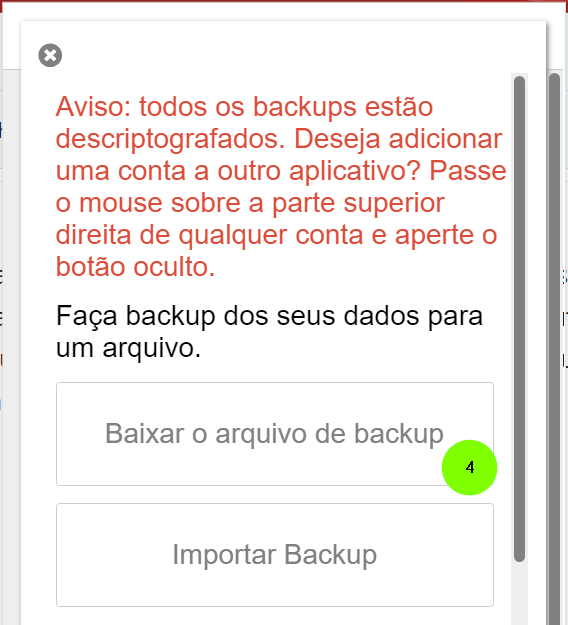 Aviso: todos os backups estão
descriptografados. Deseja adicionar
uma conta a outro aplicativo? Passe
o mouse sobre a parte superior
direita de qualquer conta e aperte o
botão oculto.
Faça backup dos seus dados para
um arquivo.
Baixar o arquivo de backup
4
Importar Backup